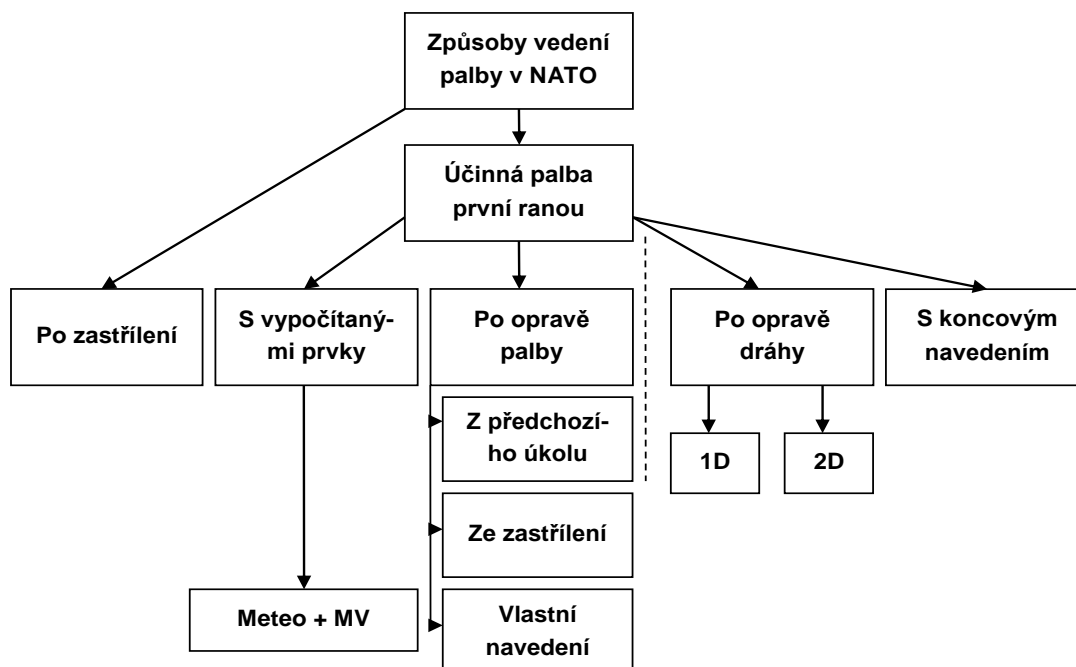 Způsoby vedení
palby v NATO
Účinná palba
první ranou
Po zastřílení
S vypočítaný-
mi prvky
Po opravě
palby
Po opravě
dráhy
S koncovým
navedením
Z předchozí-
ho úkolu
1D
2D
Ze zastřílení
Meteo + MV
Vlastní
navedení